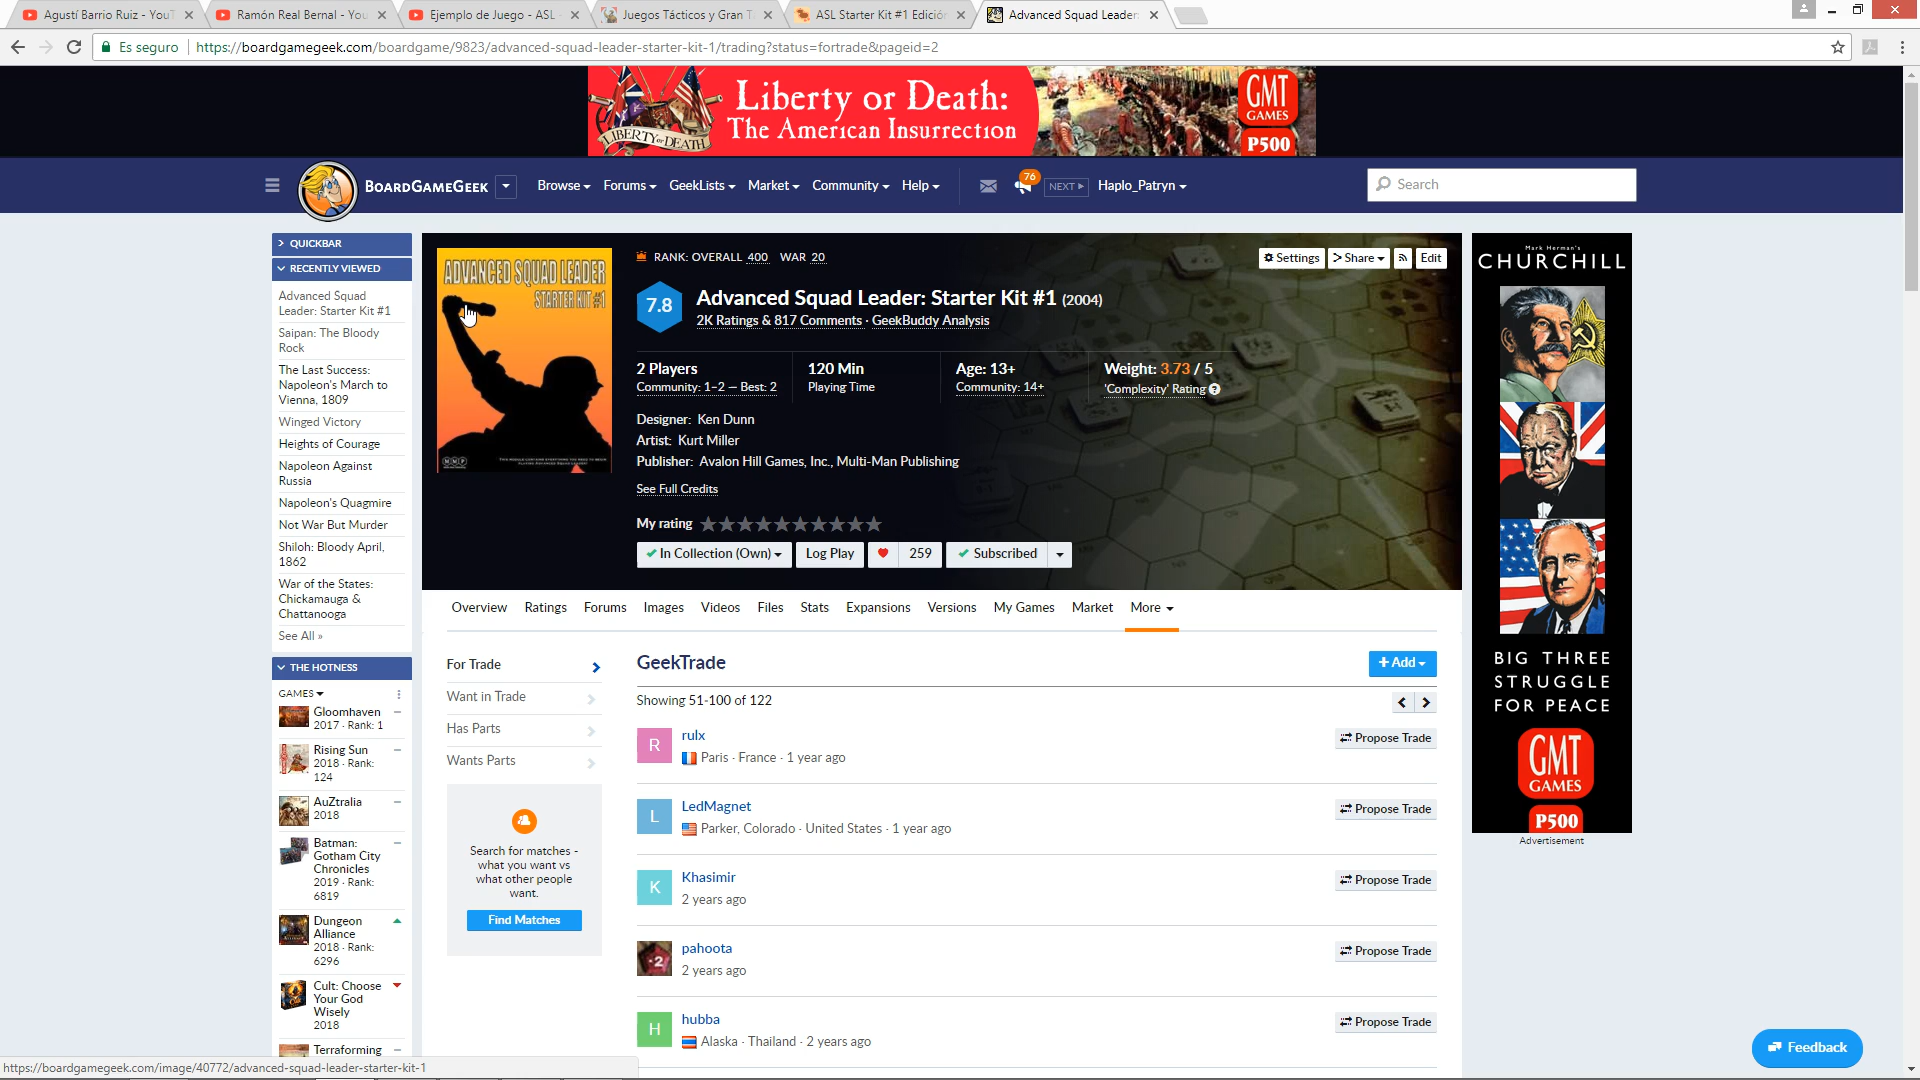 Agustí Barrio Ruiz - YouT
Ramón Real Bernal - You
Ejemplo de Juego - ASL
Juegos Tácticos y Gran T
ASL Starter Kit #1 Edición
Advanced Squad Leader:
Es seguro
https://boardgamegeek.com/boardgame/9823/advanced-squad-leader-starter-kit-1/trading?status=fortrade&pageid=2
LIBERTY or DEATH
Liberty or Death:
The American Insurrection
GMT
GAMES
P500
BOARDGAMEGEEK
Browse
Forums
GeekLists
Market
Community
Help
76
NEXT
Haplo_Patryn
Search
QUICKBAR
RECENTLY VIEWED
Advanced Squad
Leader: Starter Kit #1
Saipan: The Bloody
Rock
The Last Success:
Napoleon's March to
Vienna, 1809
Winged Victory
Heights of Courage
Napoleon Against
Russia
Napoleon's Quagmire
Not War But Murder
Shiloh: Bloody April,
1862
War of the States:
Chickamauga &
Chattanooga
See All »
THE HOTNESS
GAMES
Gloomhaven
2017 · Rank: 1
Rising Sun
2018 · Rank:
124
AuZtralia
2018
Batman:
Gotham City
Chronicles
2019 · Rank:
6819
Dungeon
Alliance
2018 · Rank:
6296
Cult: Choose
Your God
Wisely
2018
Terraforming
ADVANCED SQUAD LEADER
STARTER KIT #1
RANK: OVERALL 400 WAR 20
Settings
Share
Edit
7.8
Advanced Squad Leader: Starter Kit #1 (2004)
2K Ratings & 817 Comments · GeekBuddy Analysis
2 Players
Community: 1–2 — Best: 2
120 Min
Playing Time
Age: 13+
Community: 14+
Weight: 3.73 / 5
'Complexity' Rating
Designer: Ken Dunn
Artist: Kurt Miller
Publisher: Avalon Hill Games, Inc., Multi-Man Publishing
See Full Credits
My rating
In Collection (Own)
Log Play
259
Subscribed
Overview
Ratings
Forums
Images
Videos
Files
Stats
Expansions
Versions
My Games
Market
More
For Trade
Want in Trade
Has Parts
Wants Parts
Search for matches -
what you want vs
what other people
want.
Find Matches
GeekTrade
+ Add
Showing 51-100 of 122
R
rulx
Paris · France · 1 year ago
Propose Trade
L
LedMagnet
Parker, Colorado · United States · 1 year ago
Propose Trade
K
Khasimir
2 years ago
Propose Trade
-2
pahoota
2 years ago
Propose Trade
H
hubba
Alaska · Thailand · 2 years ago
Propose Trade
Mark Herman's
CHURCHILL
BIG THREE
STRUGGLE
FOR PEACE
GMT
GAMES
P500
Advertisement
Feedback
https://boardgamegeek.com/image/40772/advanced-squad-leader-starter-kit-1